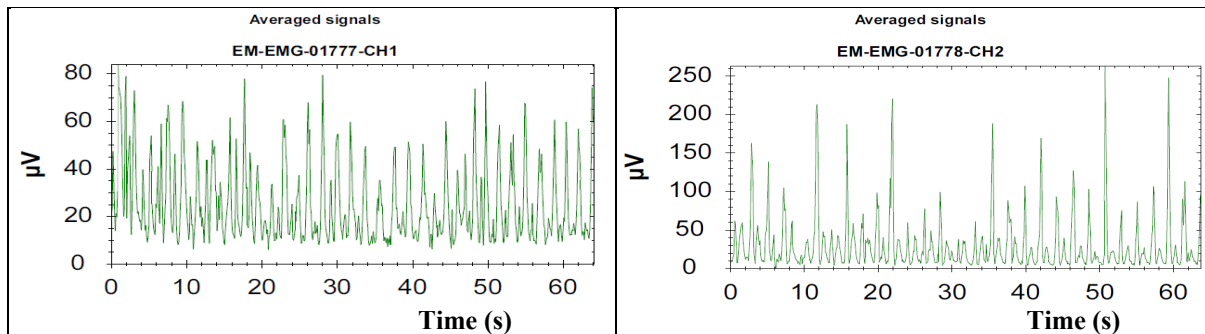 Averaged signals
EM-EMG-01777-CH1
80
60
40
20
0
µV
0 10 20 30 40 50 60
Time (s)
Averaged signals
EM-EMG-01778-CH2
250
200
150
100
50
0
µV
0 10 20 30 40 50 60
Time (s)